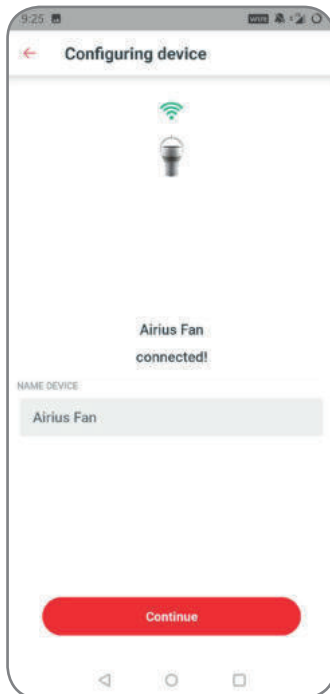 9:25
Configuring device
Airius Fan
connected!
NAME DEVICE
Airius Fan
Continue